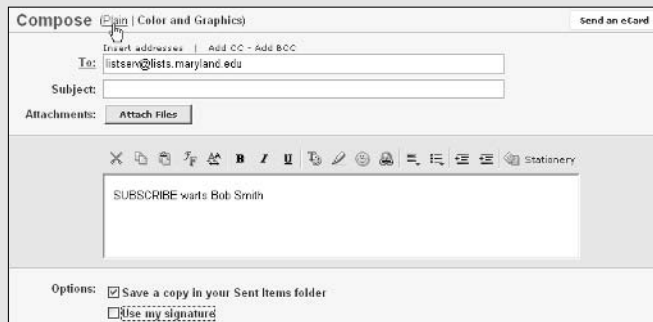 Compose (Plain | Color and Graphics) Send an eCard
Insert addresses | Add CC - Add BCC
To: listserv@lists.maryland.edu
Subject:
Attachments: Attach Files
B I U Stationery
SUBSCRIBE warts Bob Smith
Options: Save a copy in your Sent Items folder
Use my signature